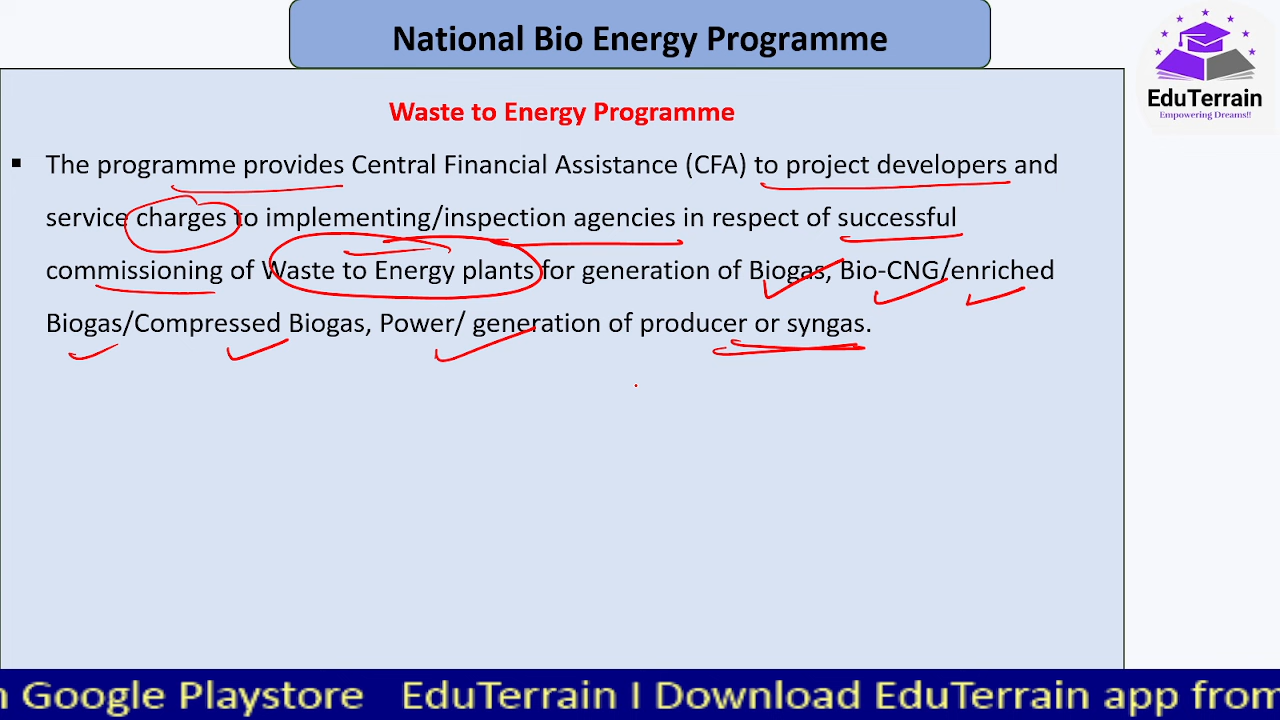 National Bio Energy Programme
EduTerrain
Empowering Dreams!!
Waste to Energy Programme
▪ The programme provides Central Financial Assistance (CFA) to project developers and
service charges to implementing/inspection agencies in respect of successful
commissioning of Waste to Energy plants for generation of Biogas, Bio-CNG/enriched
Biogas/Compressed Biogas, Power/ generation of producer or syngas.
n Google Playstore EduTerrain I Download EduTerrain app from